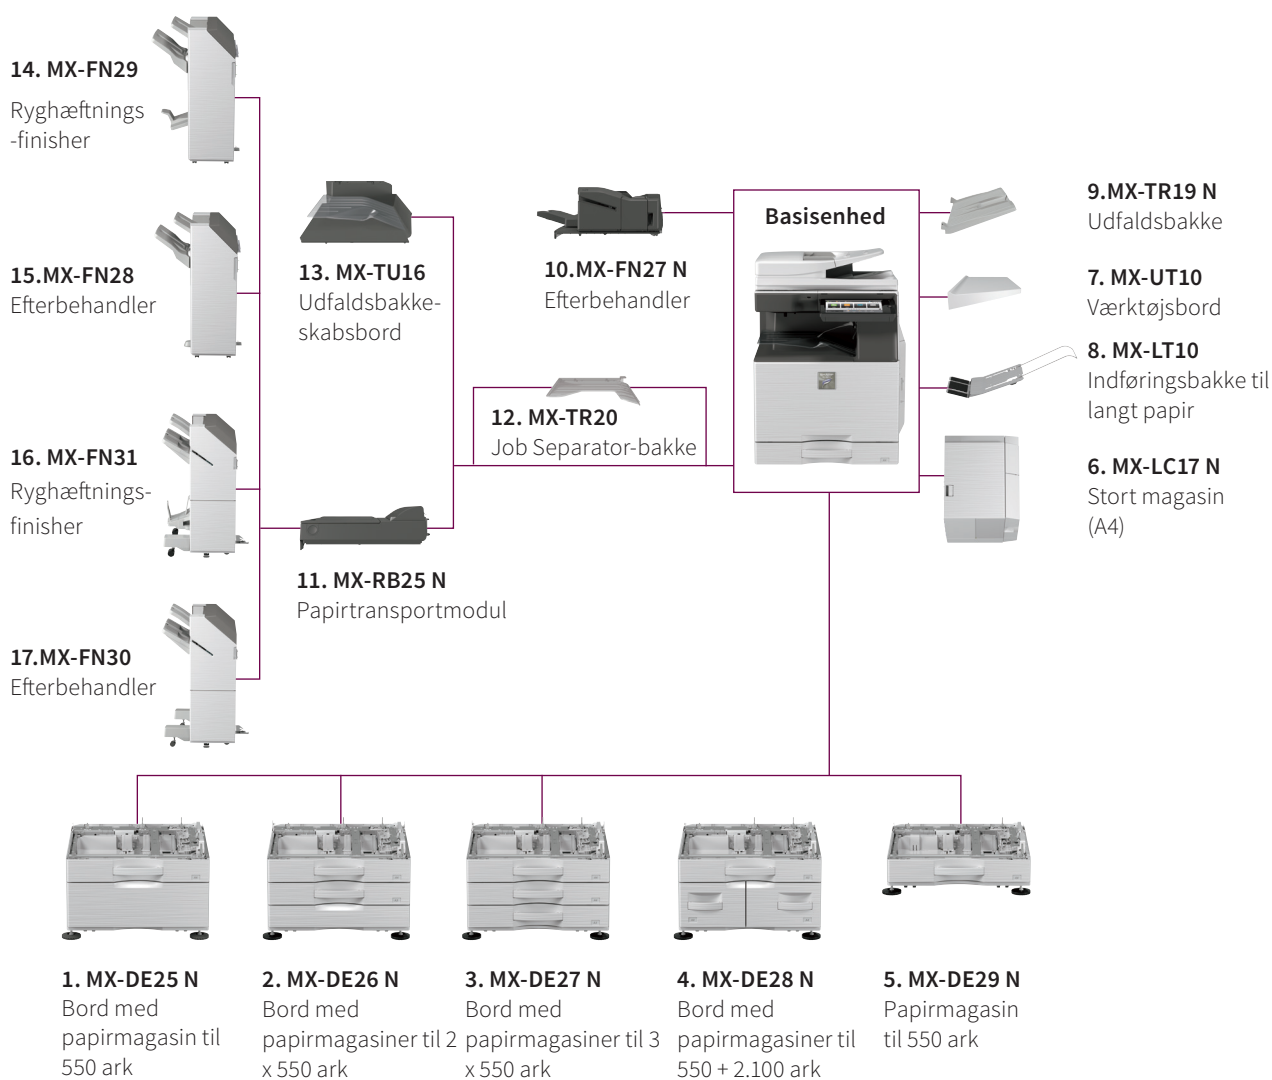 14. MX-FN29
Ryghæftnings
-finisher
15.MX-FN28
Efterbehandler
16. MX-FN31
Ryghæftnings-
finisher
17.MX-FN30
Efterbehandler
13. MX-TU16
Udfaldsbakke-
skabsbord
11. MX-RB25 N
Papirtransportmodul
10.MX-FN27 N
Efterbehandler
12. MX-TR20
Job Separator-bakke
Basisenhed
9.MX-TR19 N
Udfaldsbakke
7. MX-UT10
Værktøjsbord
8. MX-LT10
Indføringsbakke til
langt papir
6. MX-LC17 N
Stort magasin
(A4)
1. MX-DE25 N
Bord med
papirmagasin til
550 ark
2. MX-DE26 N
Bord med
papirmagasiner til 2
x 550 ark
3. MX-DE27 N
Bord med
papirmagasiner til 3
x 550 ark
4. MX-DE28 N
Bord med
papirmagasiner til
550 + 2.100 ark
5. MX-DE29 N
Papirmagasin
til 550 ark